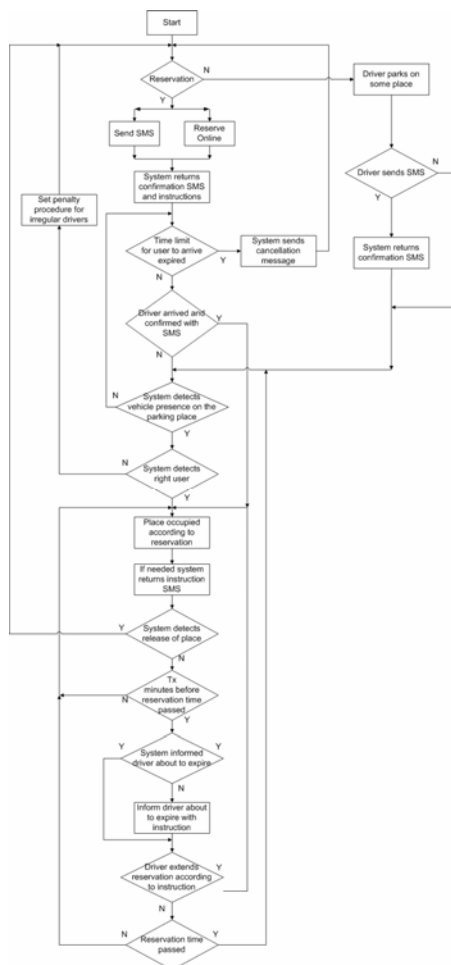 Start
Reservation
N
Y
Driver parks on
some place
Send SMS
Reserve
Online
Driver sends SMS
N
Y
System returns
confirmation SMS
and instructions
Set penalty
procedure for
irregular drivers
Time limit
for user to arrive
expired
Y
N
System sends
cancellation
message
System returns
confirmation SMS
Driver arrived and
confirmed with
SMS
Y
N
System detects
vehicle presence on the
parking place
N
Y
System detects
right user
N
Y
Place occupied
according to
reservation
If needed system
returns instruction
SMS
System detects
release of place
Y
N
Tx
minutes before
reservation time
passed
N
Y
System informed
driver about to expire
Y
Y
N
Inform driver about
to expire with
instruction
Driver extends
reservation according
to instruction
Y
N
Reservation time
passed
N
Y